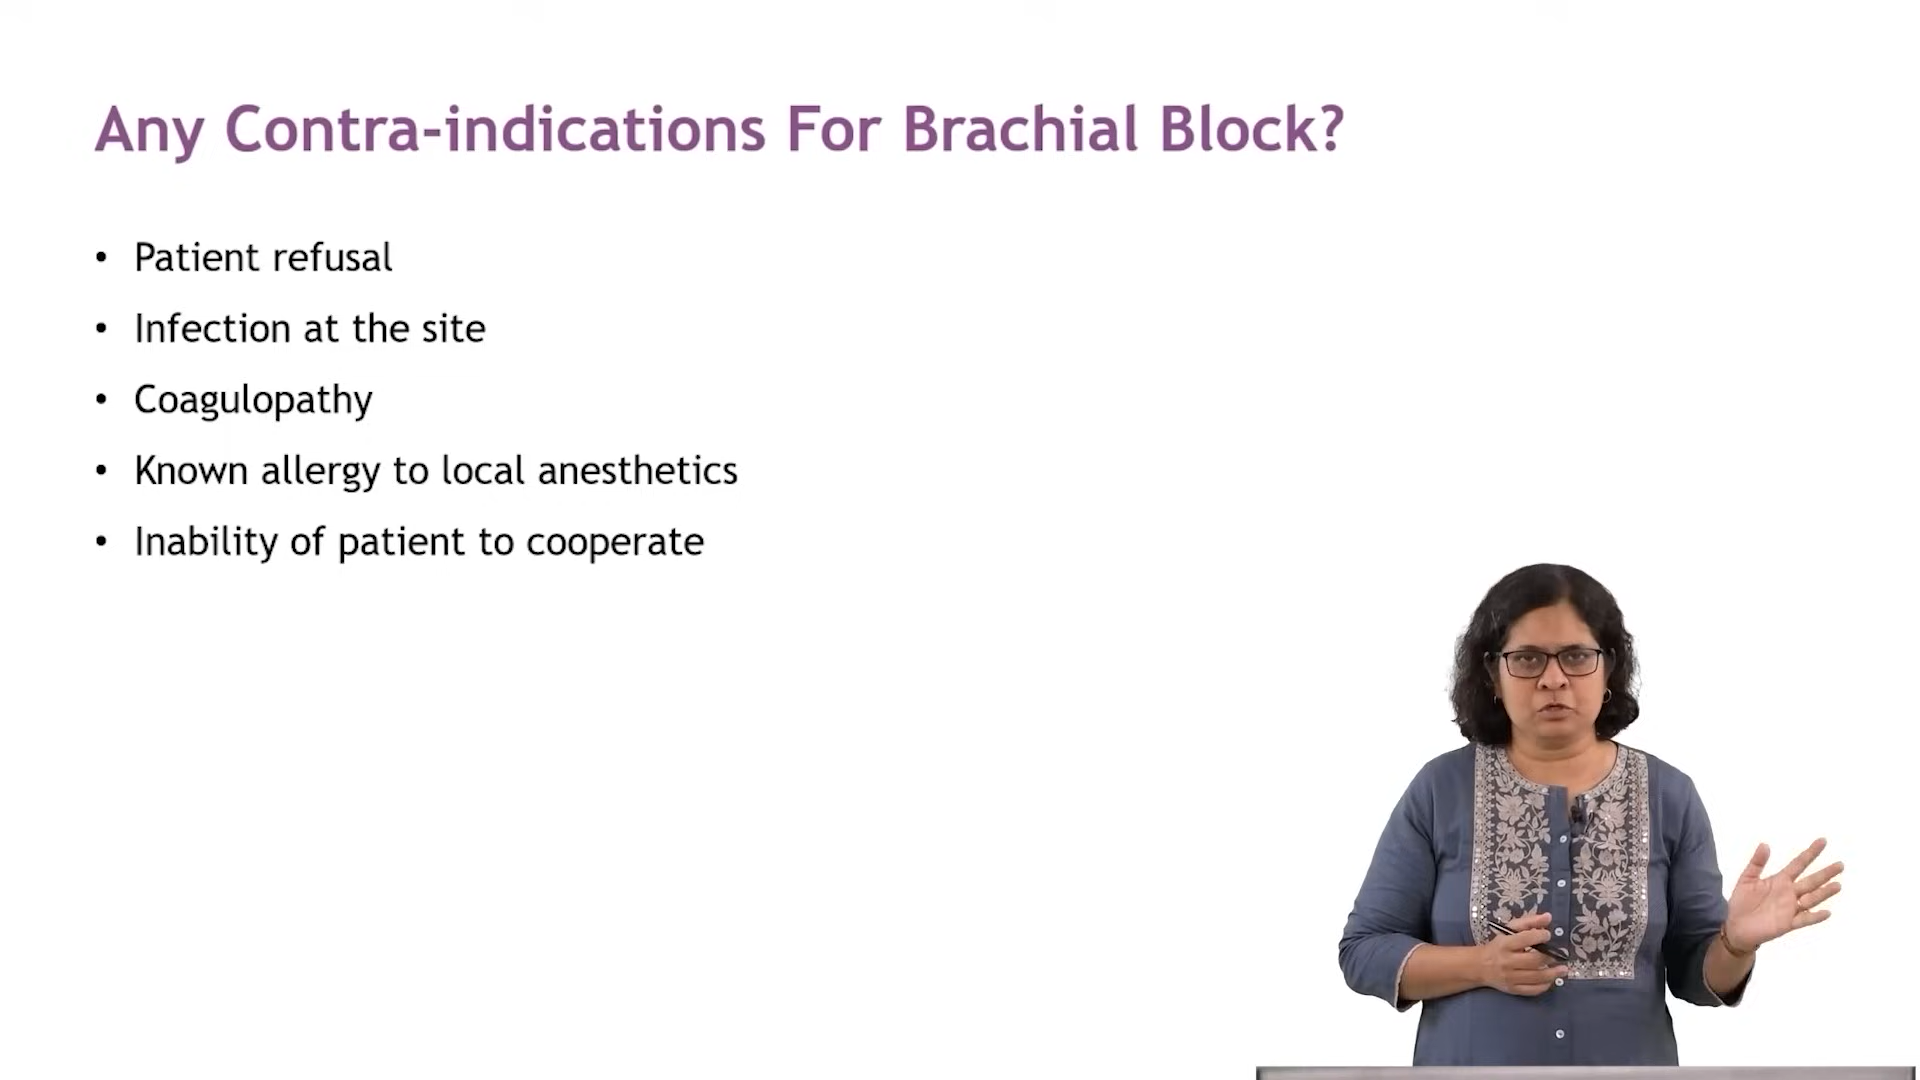 Any Contra-indications For Brachial Block?
• Patient refusal
• Infection at the site
• Coagulopathy
• Known allergy to local anesthetics
• Inability of patient to cooperate